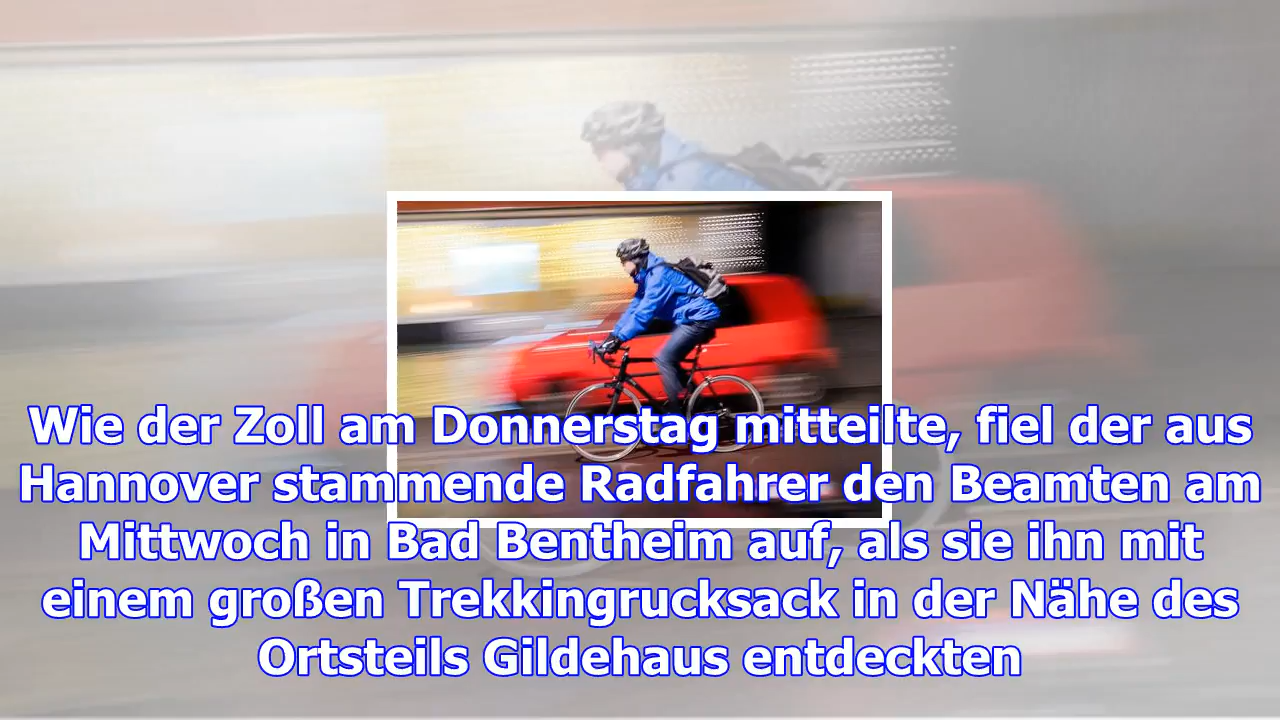 Wie der Zoll am Donnerstag mitteilte, fiel der aus
Hannover stammende Radfahrer den Beamten am
Mittwoch in Bad Bentheim auf, als sie ihn mit
einem großen Trekkingrucksack in der Nähe des
Ortsteils Gildehaus entdeckten